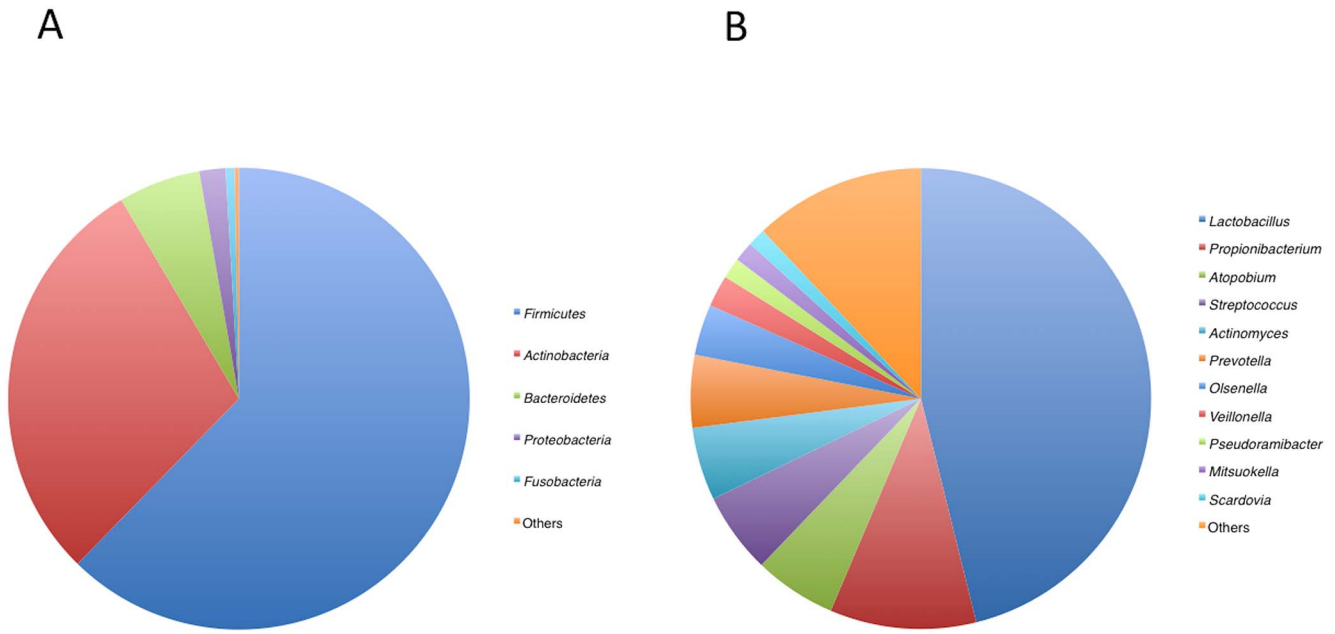 A
B
Firmicutes
Actinobacteria
Bacteroidetes
Proteobacteria
Fusobacteria
Others
Lactobacillus
Propionibacterium
Atopobium
Streptococcus
Actinomyces
Prevotella
Olsenella
Veillonella
Pseudoramibacter
Mitsuokella
Scardovia
Others